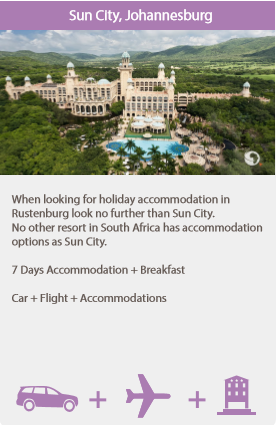 Sun City, Johannesburg
When looking for holiday accommodation in
Rustenburg look no further than Sun City.
No other resort in South Africa has accommodation
options as Sun City.
7 Days Accommodation + Breakfast
Car + Flight + Accommodations
+ +